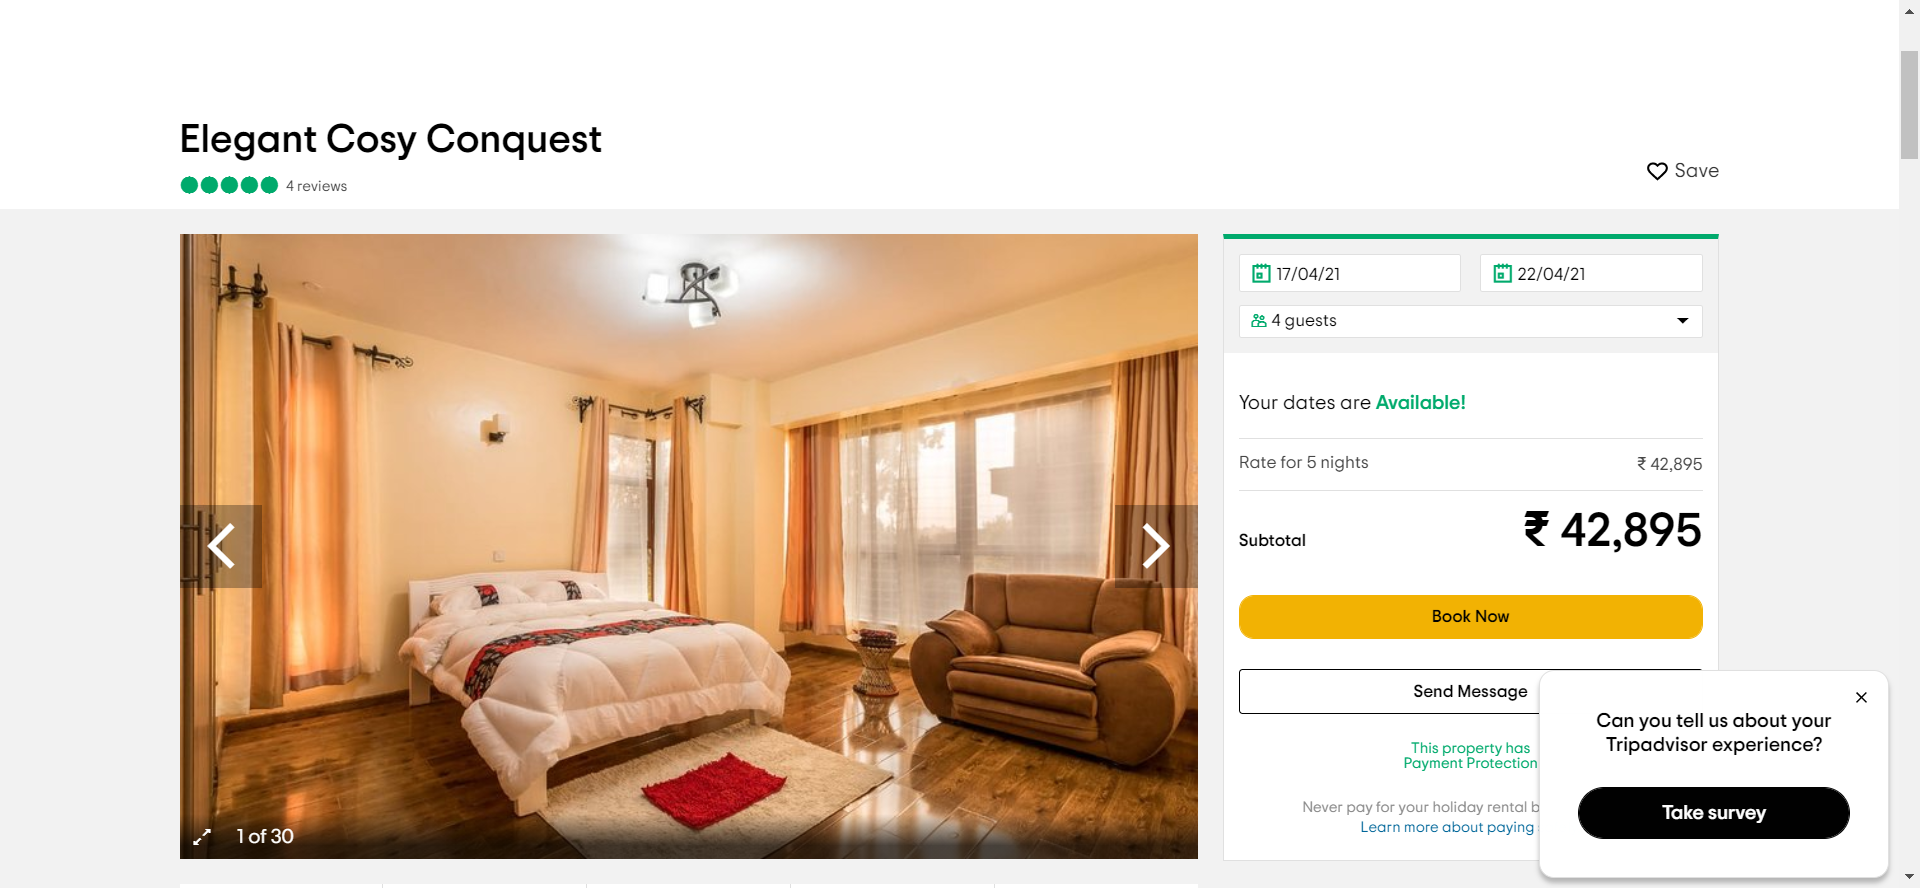 Elegant Cosy Conquest
4 reviews
Save
17/04/21
22/04/21
4 guests
Your dates are Available!
Rate for 5 nights
₹ 42,895
Subtotal
₹ 42,895
Book Now
Send Message
This property has
Payment Protection
Never pay for your holiday rental
Learn more about paying
1 of 30
Can you tell us about your
Tripadvisor experience?
Take survey